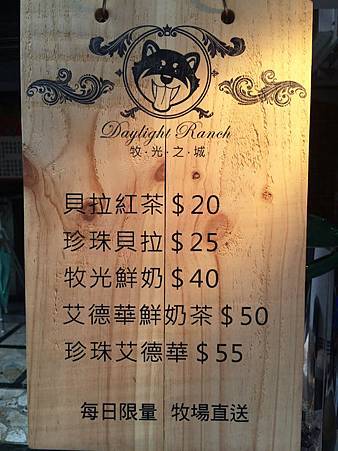 Daylight Ranch
牧·光·之·城
貝拉紅茶$20
珍珠貝拉$25
牧光鮮奶$40
艾德華鮮奶茶$50
珍珠艾德華$55
每日限量 牧場直送